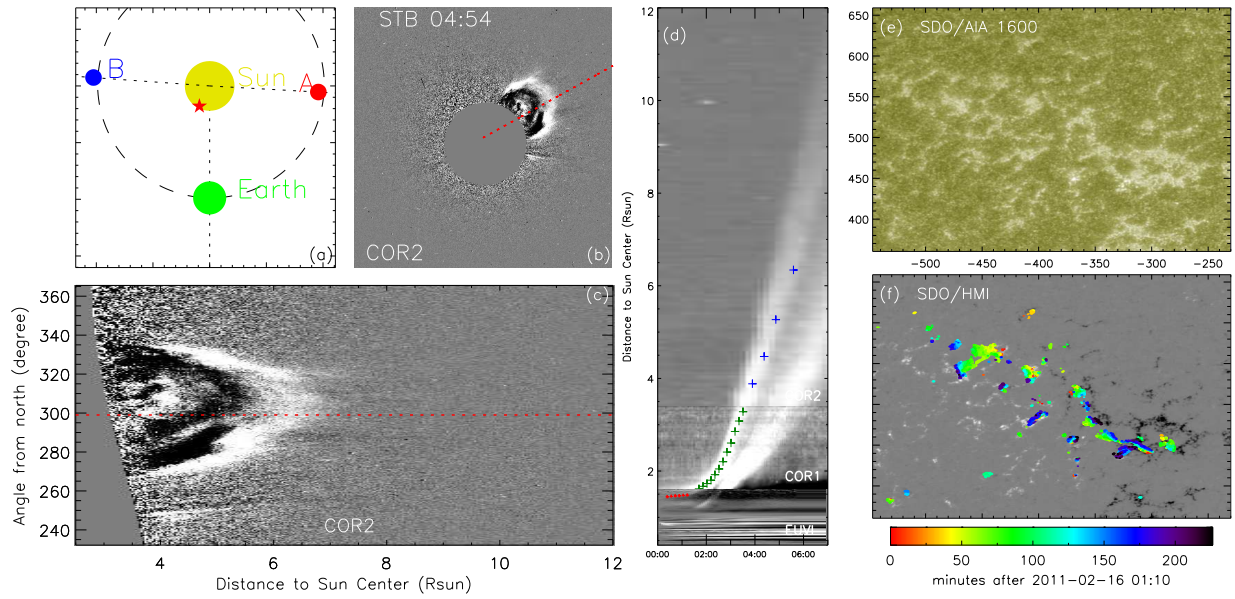 B
Sun
A
Earth
(a)
STB 04:54
COR2
(b)
(c)
360
340
320
300
280
260
240
Angle from north (degree)
COR2
4
6
8
10
12
Distance to Sun Center (Rsun)
(d)
12
10
8
6
4
2
Distance to Sun Center (Rsun)
COR2
COR1
EUVI
00:00
02:00
04:00
06:00
(e)
SDO/AIA 1600
650
600
550
500
450
400
-500
-450
-400
-350
-300
-250
(f)
SDO/HMI
0
50
100
150
200
minutes after 2011-02-16 01:10